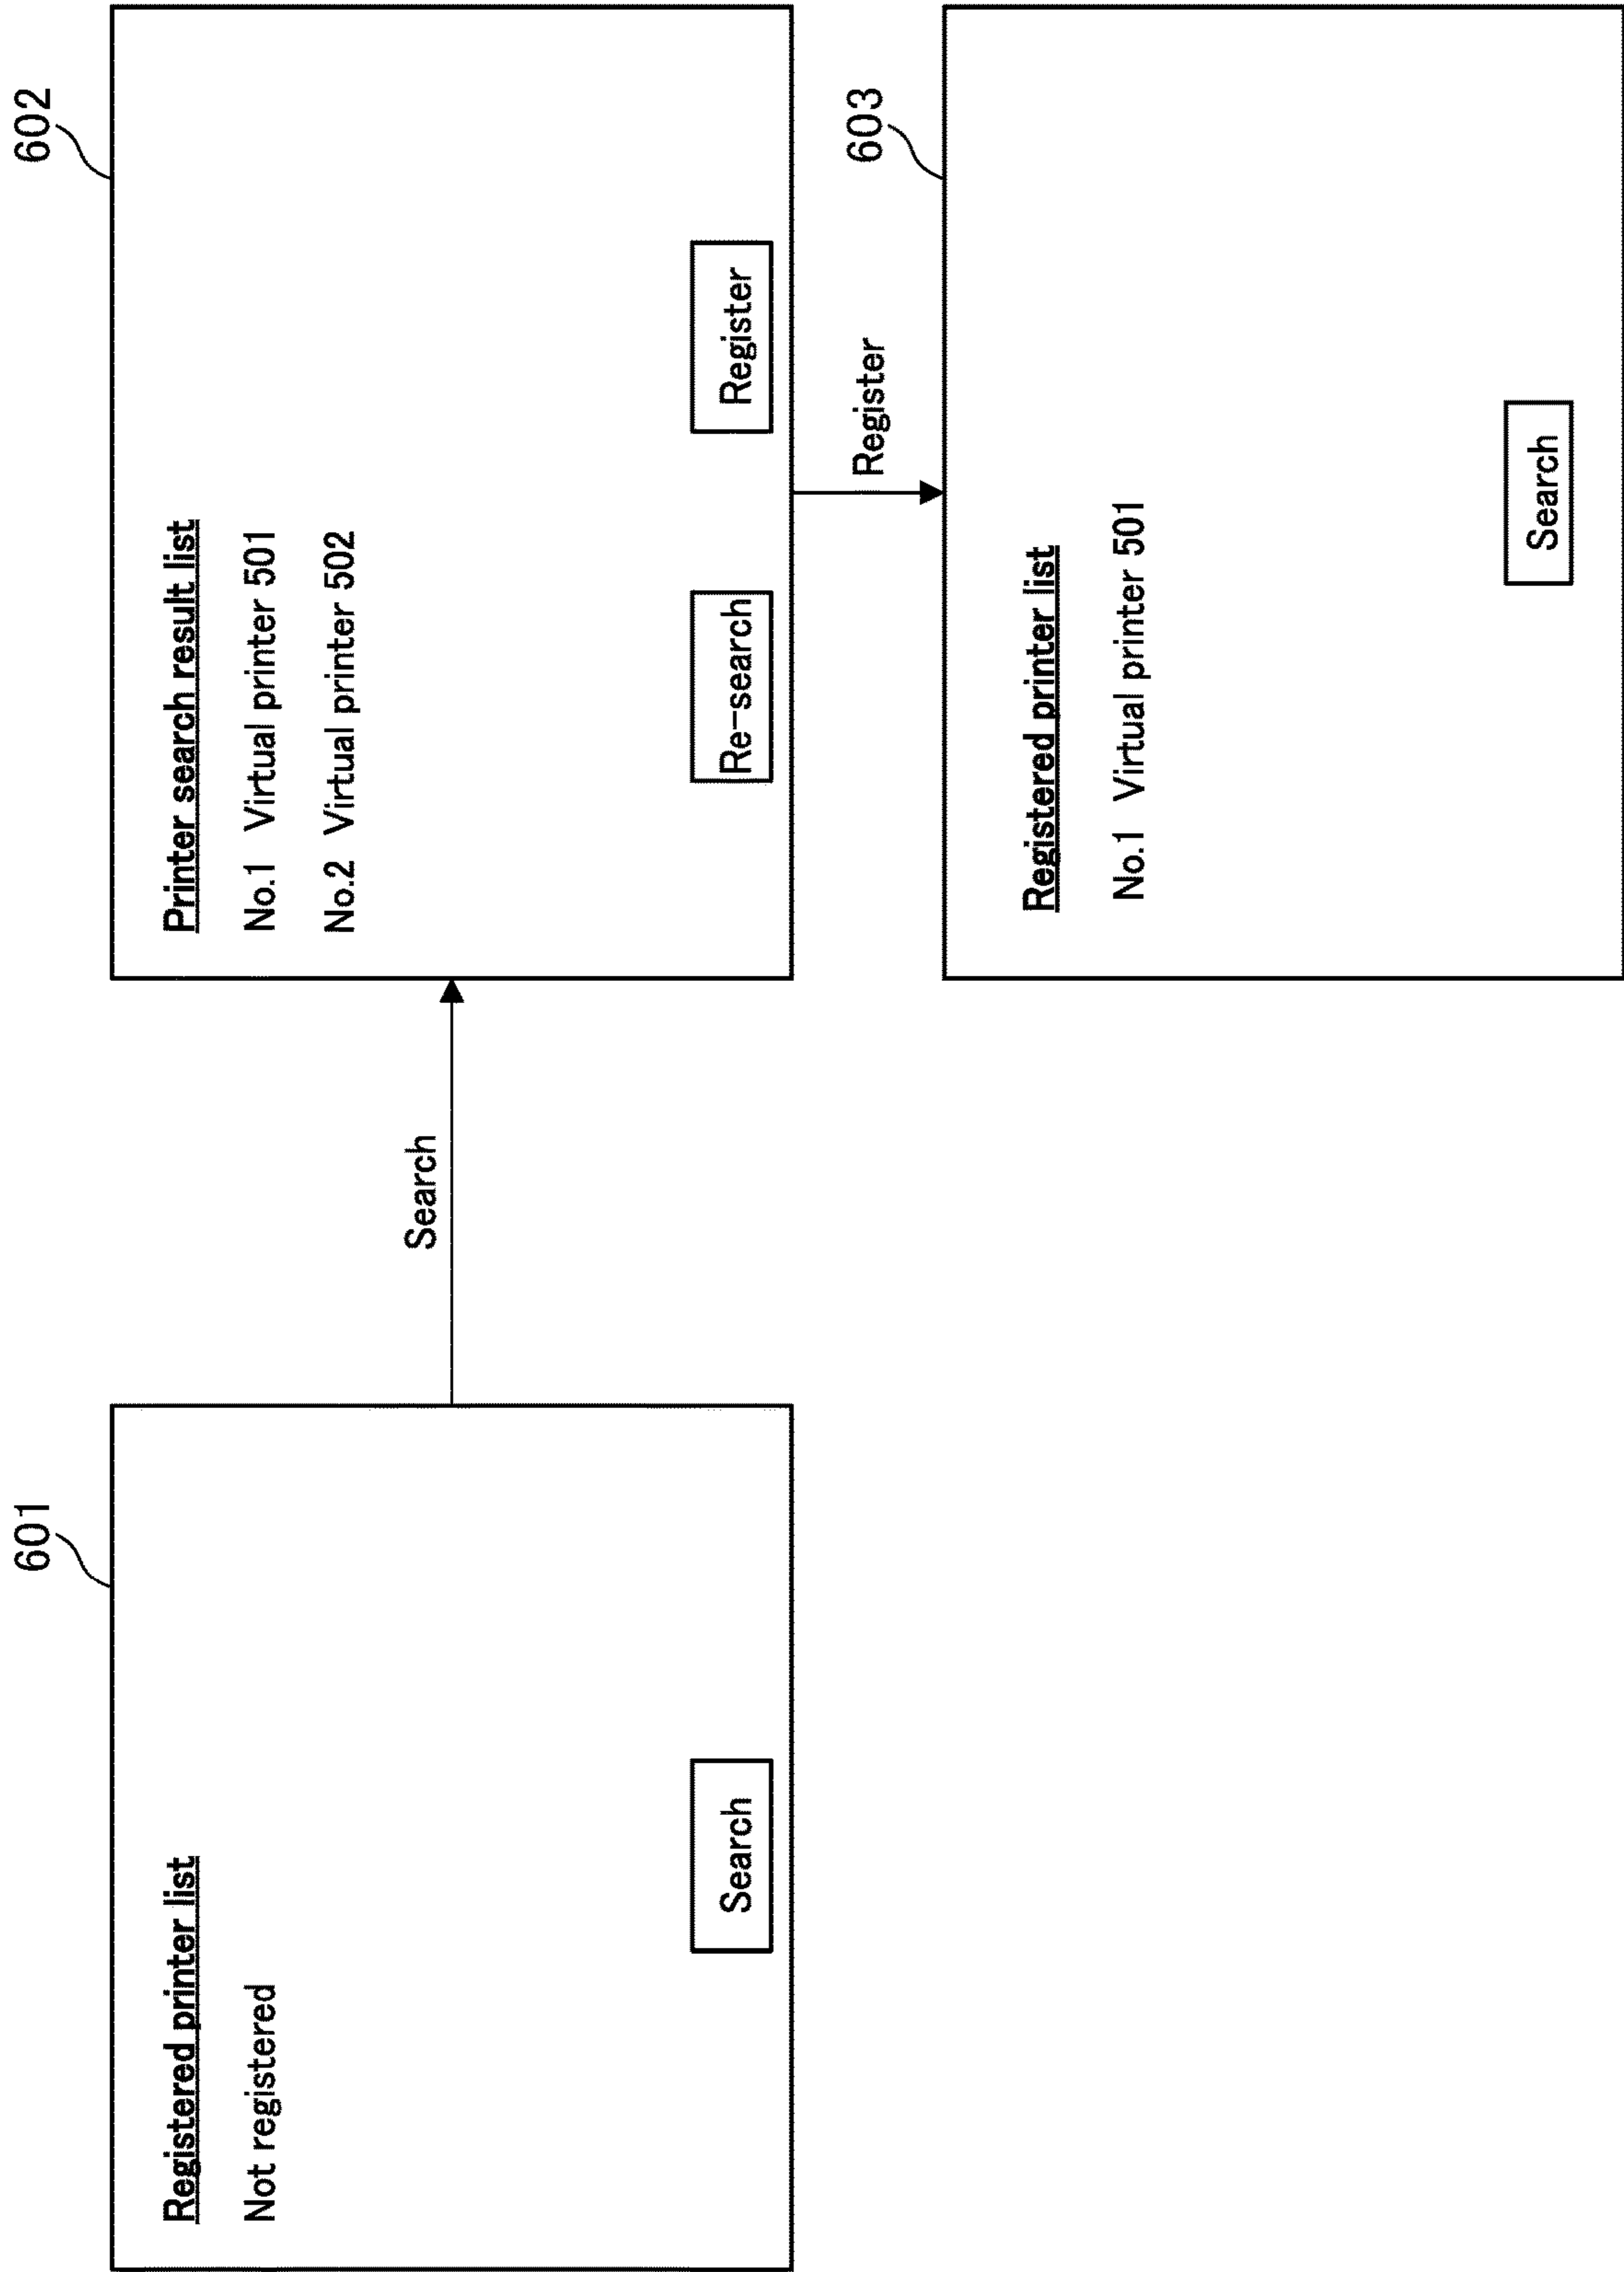 601
Registered printer list
Not registered
Search
Search
602
Printer search result list
No.1 Virtual printer 501
No.2 Virtual printer 502
Re-search
Register
Register
603
Registered printer list
No.1 Virtual printer 501
Search